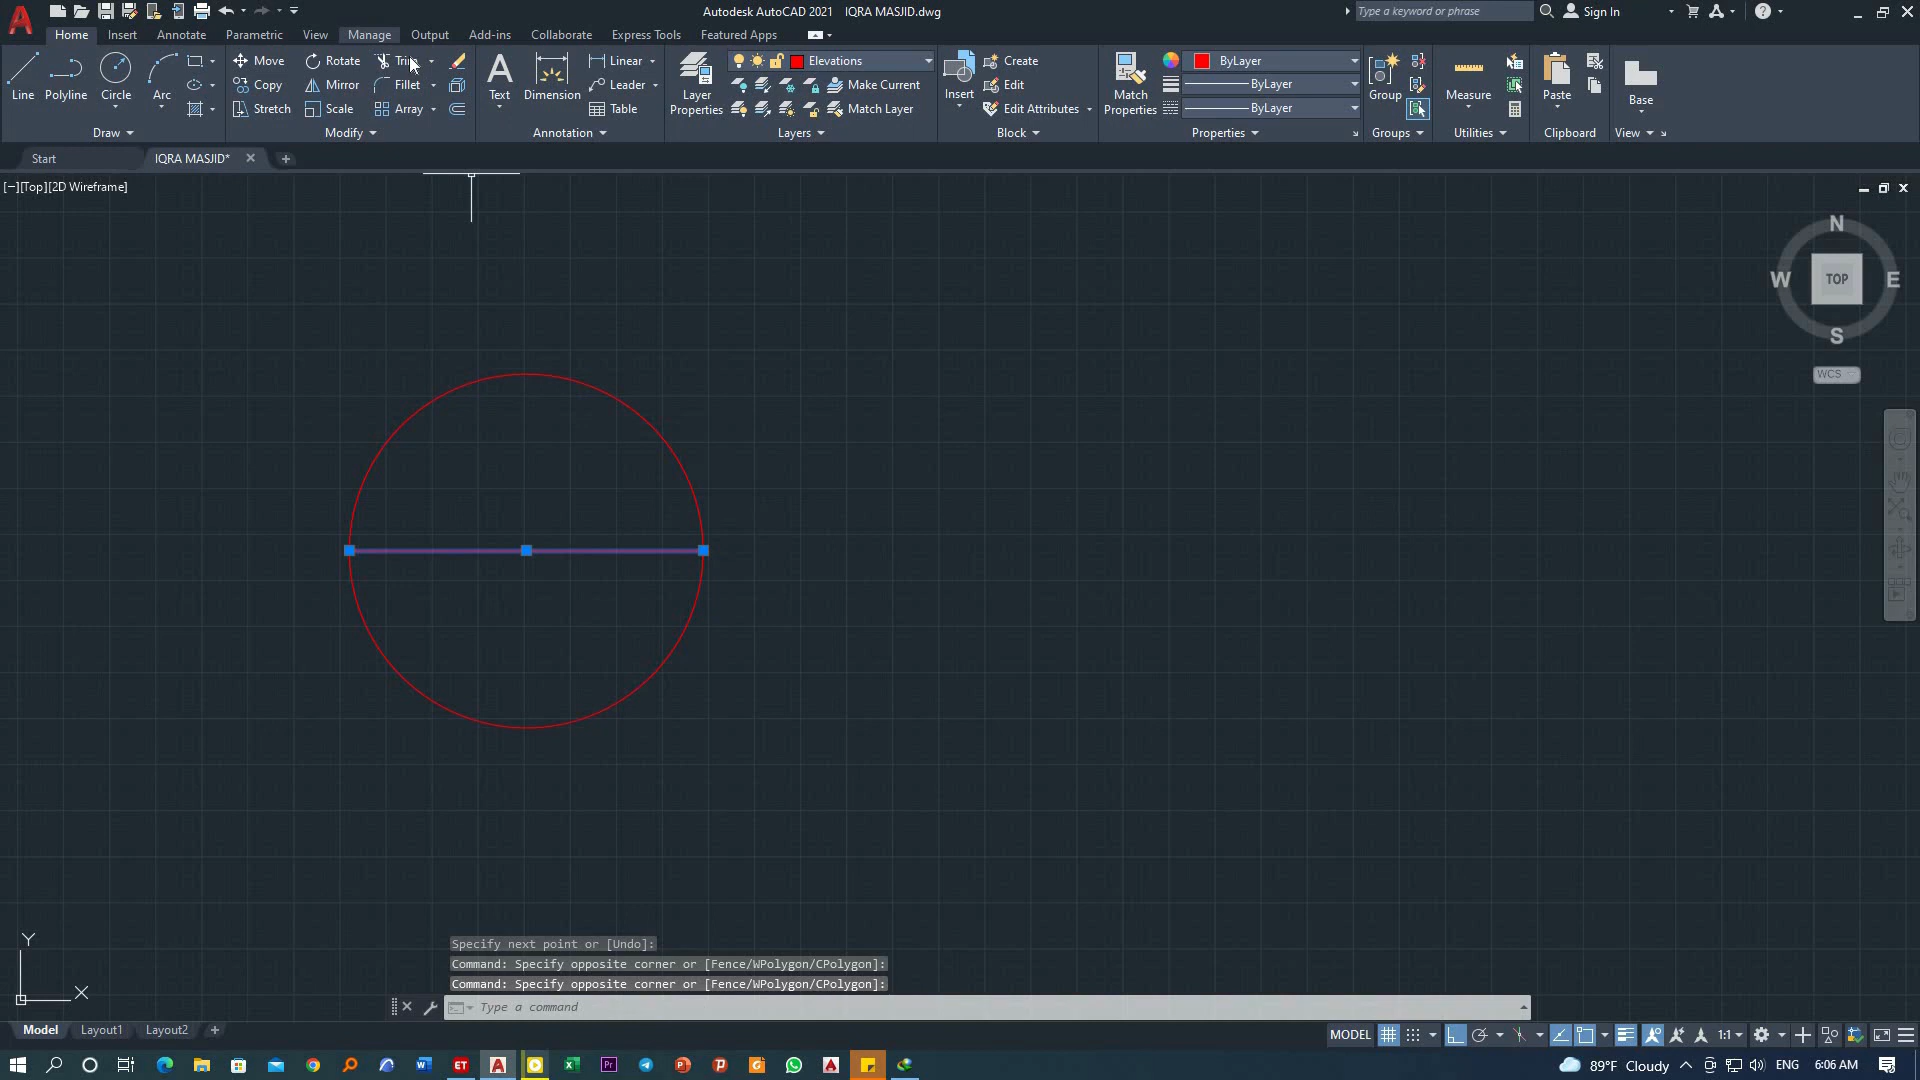 Autodesk AutoCAD 2021 IQRA MASJID.dwg
Type a keyword or phrase
Sign In
Home Insert Annotate Parametric View Manage Output Add-ins Collaborate Express Tools Featured Apps
Line Polyline Circle Arc
Draw
Move Rotate Trim
Copy Mirror Fillet
Stretch Scale Array
Modify
Text Dimension
Linear
Leader
Table
Annotation
Layer Properties
Elevations
Make Current
Match Layer
Layers
Insert
Create
Edit
Edit Attributes
Block
Match Properties
ByLayer
ByLayer
ByLayer
Properties
Group
Groups
Measure
Utilities
Paste
Clipboard
Base
View
Start IQRA MASJID*
[−][Top][2D Wireframe]
N
W TOP E
S
WCS
Y
X
Specify next point or [Undo]:
Command: Specify opposite corner or [Fence/WPolygon/CPolygon]:
Command: Specify opposite corner or [Fence/WPolygon/CPolygon]:
Type a command
Model Layout1 Layout2
MODEL 1:1
89°F Cloudy ENG 6:06 AM